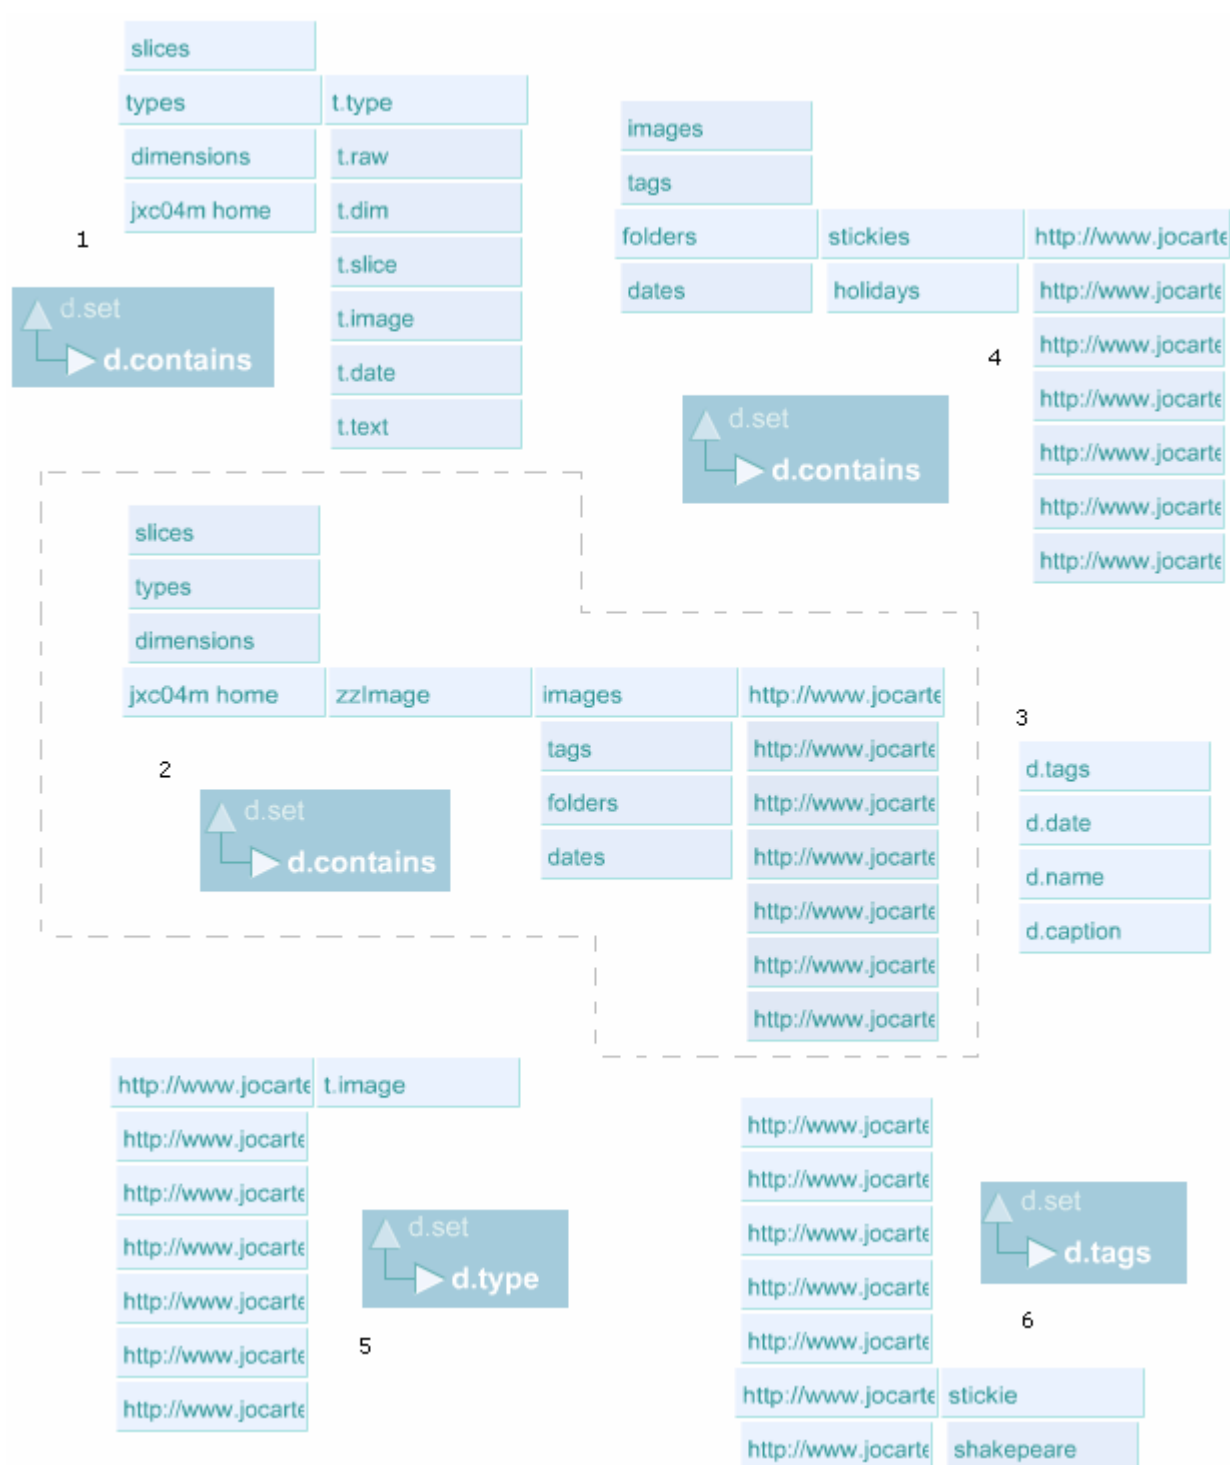 slices
types
t.type
dimensions
t.raw
jxc04m home
t.dim
t.slice
t.image
t.date
t.text
1
d.set
d.contains
images
tags
folders
stickies
http://www.jocarte
dates
holidays
http://www.jocarte
http://www.jocarte
http://www.jocarte
http://www.jocarte
http://www.jocarte
http://www.jocarte
4
d.set
d.contains
slices
types
dimensions
jxc04m home
zzImage
images
http://www.jocarte
tags
http://www.jocarte
folders
http://www.jocarte
dates
http://www.jocarte
http://www.jocarte
http://www.jocarte
http://www.jocarte
2
d.set
d.contains
3
d.tags
d.date
d.name
d.caption
http://www.jocarte
t.image
http://www.jocarte
http://www.jocarte
http://www.jocarte
http://www.jocarte
http://www.jocarte
http://www.jocarte
d.set
d.type
5
http://www.jocarte
http://www.jocarte
http://www.jocarte
http://www.jocarte
http://www.jocarte
http://www.jocarte
stickie
http://www.jocarte
shakepeare
d.set
d.tags
6